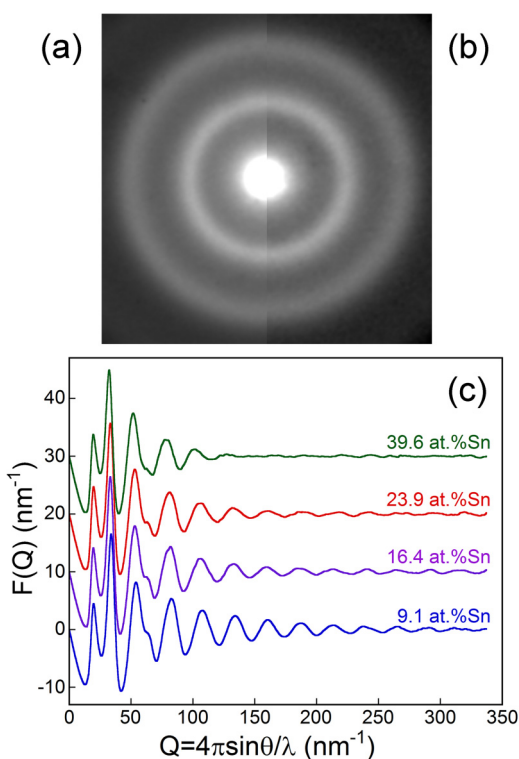 (a)
(b)
(c)
40
30
20
10
0
-10
F(Q) (nm⁻¹)
39.6 at.%Sn
23.9 at.%Sn
16.4 at.%Sn
9.1 at.%Sn
0 50 100 150 200 250 300 350
Q=4πsinθ/λ (nm⁻¹)